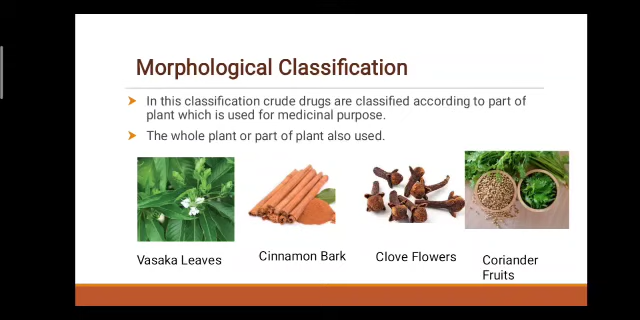 Morphological Classification
In this classification crude drugs are classified according to part of
plant which is used for medicinal purpose.
The whole plant or part of plant also used.
Vasaka Leaves
Cinnamon Bark
Clove Flowers
Coriander
Fruits